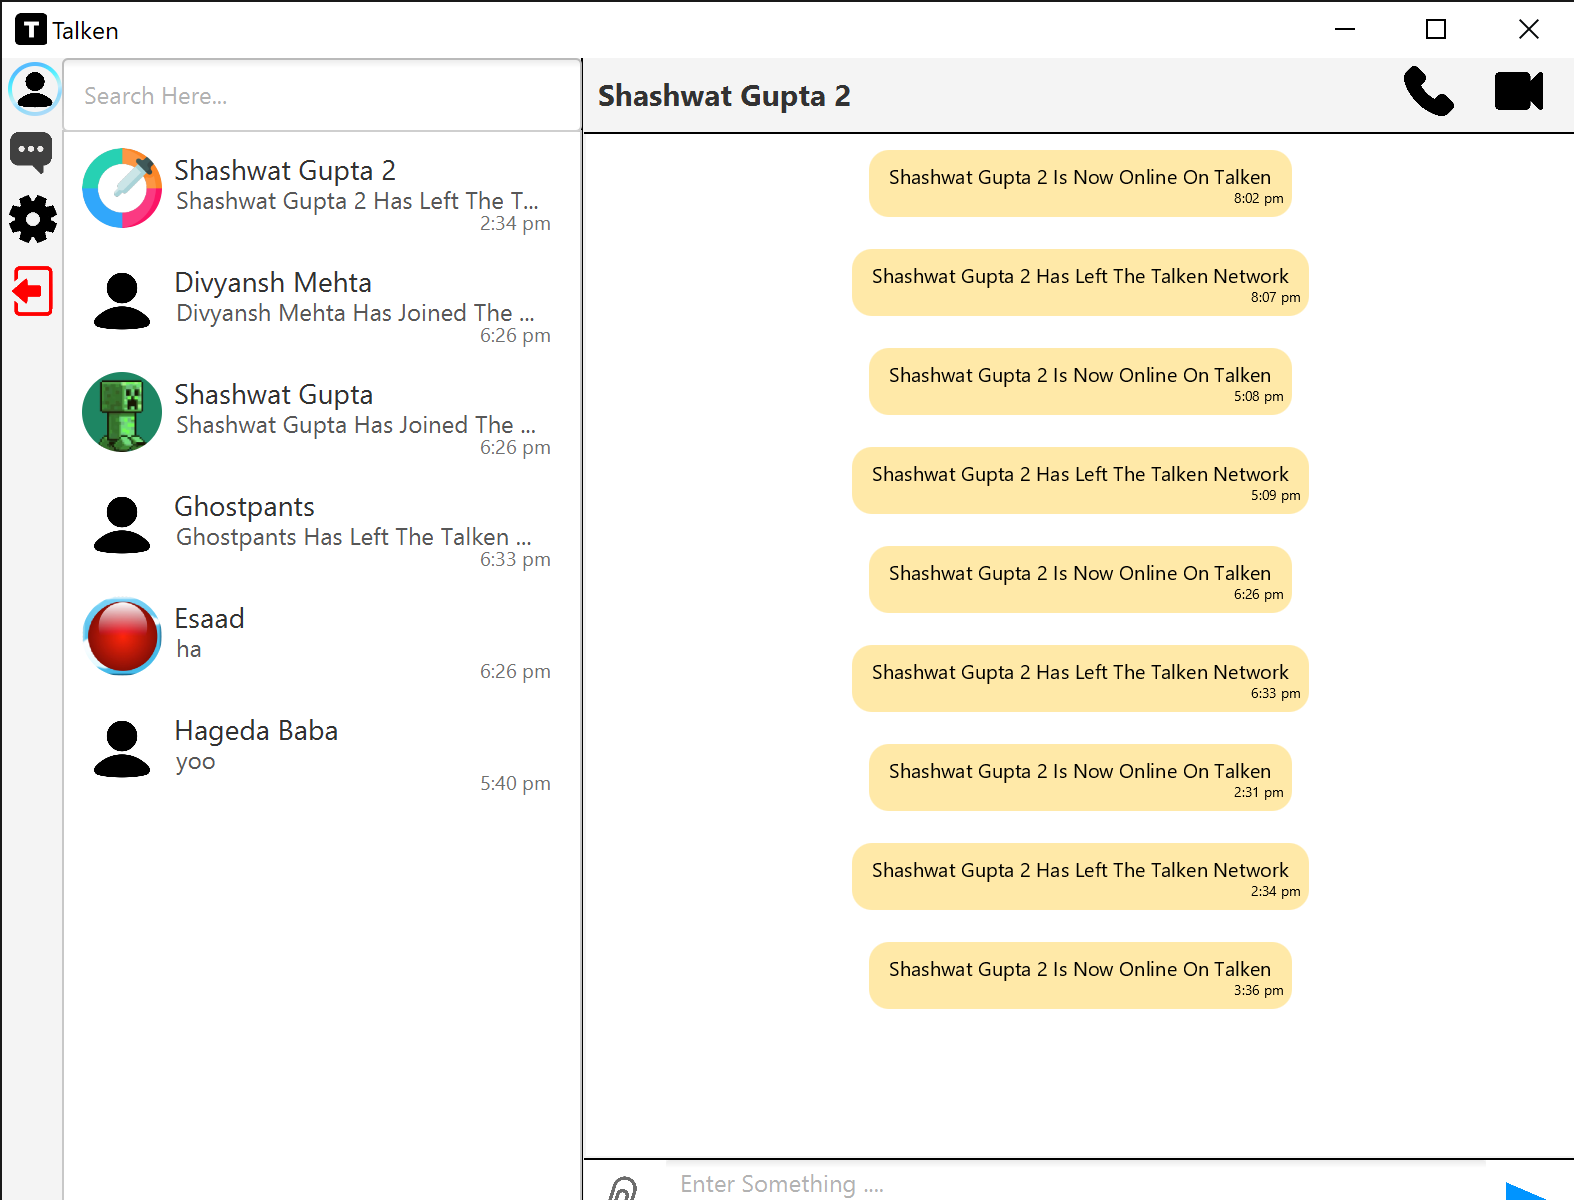 T Talken
Search Here...
Shashwat Gupta 2
Shashwat Gupta 2 Has Left The T...
2:34 pm
Divyansh Mehta
Divyansh Mehta Has Joined The ...
6:26 pm
Shashwat Gupta
Shashwat Gupta Has Joined The ...
6:26 pm
Ghostpants
Ghostpants Has Left The Talken ...
6:33 pm
Esaad
ha
6:26 pm
Hageda Baba
yoo
5:40 pm
Shashwat Gupta 2
Shashwat Gupta 2 Is Now Online On Talken
8:02 pm
Shashwat Gupta 2 Has Left The Talken Network
8:07 pm
Shashwat Gupta 2 Is Now Online On Talken
5:08 pm
Shashwat Gupta 2 Has Left The Talken Network
5:09 pm
Shashwat Gupta 2 Is Now Online On Talken
6:26 pm
Shashwat Gupta 2 Has Left The Talken Network
6:33 pm
Shashwat Gupta 2 Is Now Online On Talken
2:31 pm
Shashwat Gupta 2 Has Left The Talken Network
2:34 pm
Shashwat Gupta 2 Is Now Online On Talken
3:36 pm
Enter Something ....